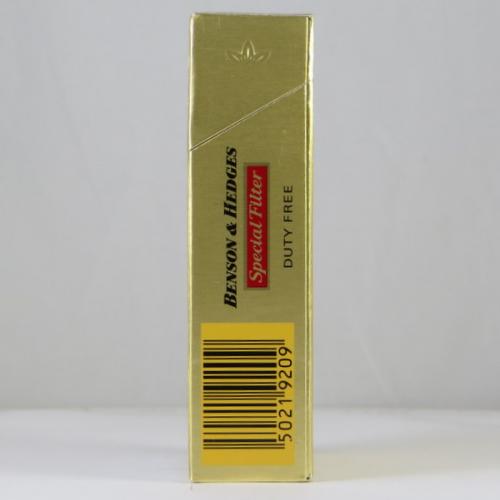 BENSON & HEDGES
Special Filter
DUTY FREE
50219209